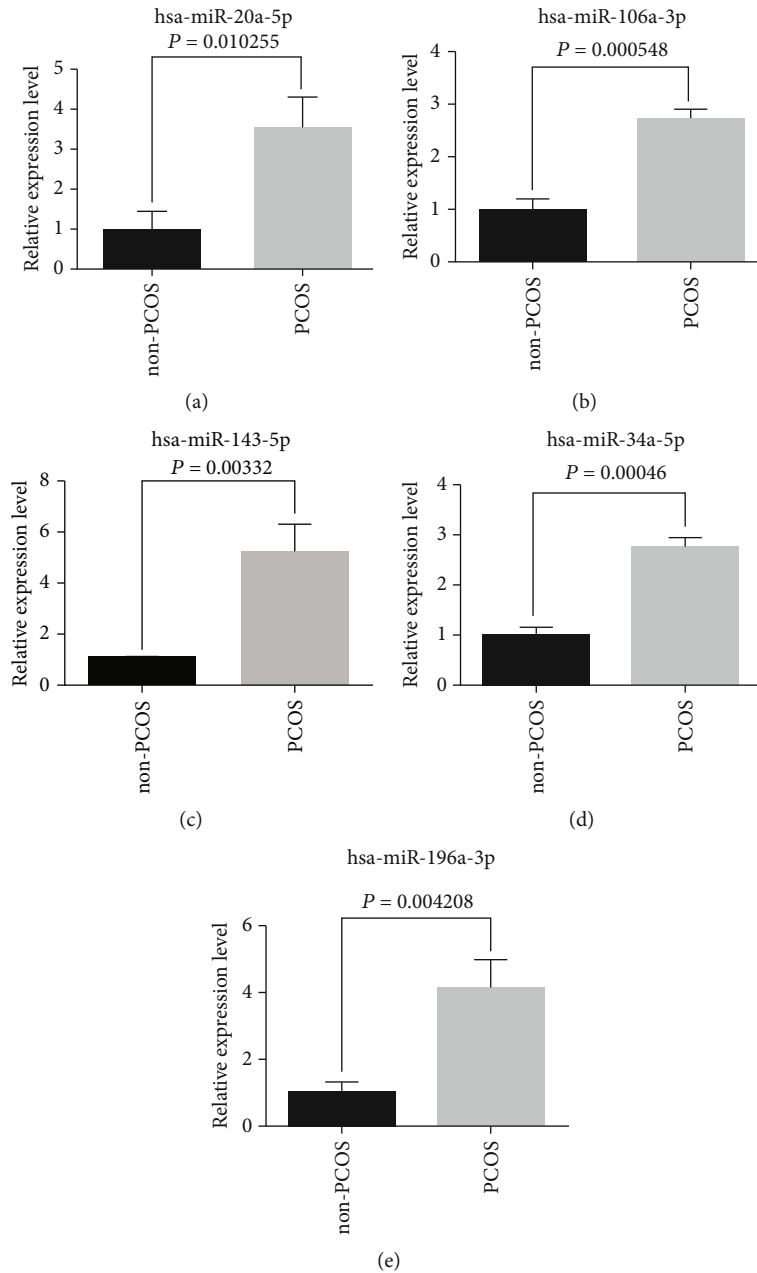 hsa-miR-20a-5p
P = 0.010255
Relative expression level
5
4
3
2
1
0
non-PCOS
PCOS
(a)
hsa-miR-106a-3p
P = 0.000548
Relative expression level
4
3
2
1
0
non-PCOS
PCOS
(b)
hsa-miR-143-5p
P = 0.00332
Relative expression level
8
6
4
2
0
non-PCOS
PCOS
(c)
hsa-miR-34a-5p
P = 0.00046
Relative expression level
4
3
2
1
0
non-PCOS
PCOS
(d)
hsa-miR-196a-3p
P = 0.004208
Relative expression level
6
4
2
0
non-PCOS
PCOS
(e)